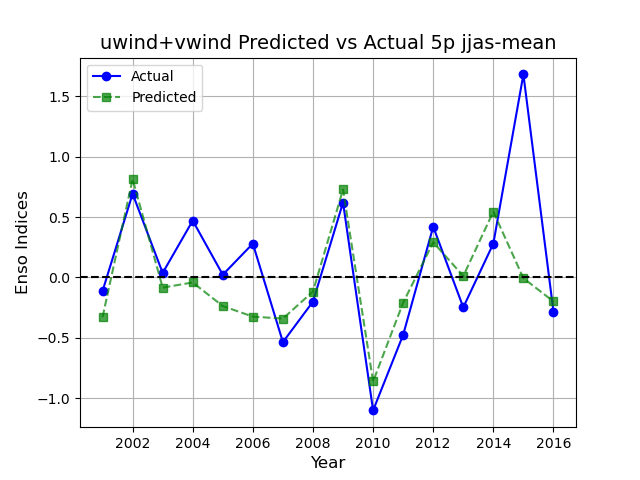 uwind+vwind Predicted vs Actual 5p jjas-mean
Actual
Predicted
1.5
1.0
0.5
0.0
−0.5
−1.0
Enso Indices
2002 2004 2006 2008 2010 2012 2014 2016
Year